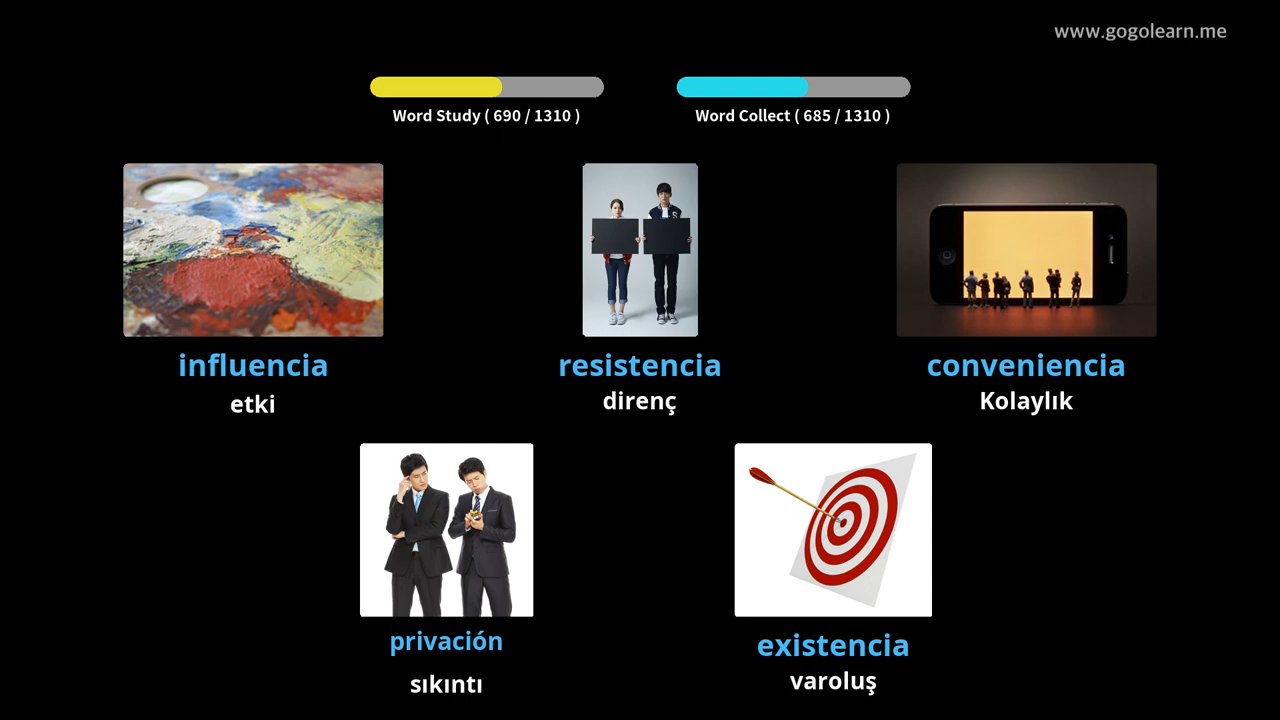 www.gogolearn.me
Word Study ( 690 / 1310 )
Word Collect ( 685 / 1310 )
influencia
etki
resistencia
direnç
conveniencia
Kolaylık
privación
sıkıntı
existencia
varoluş